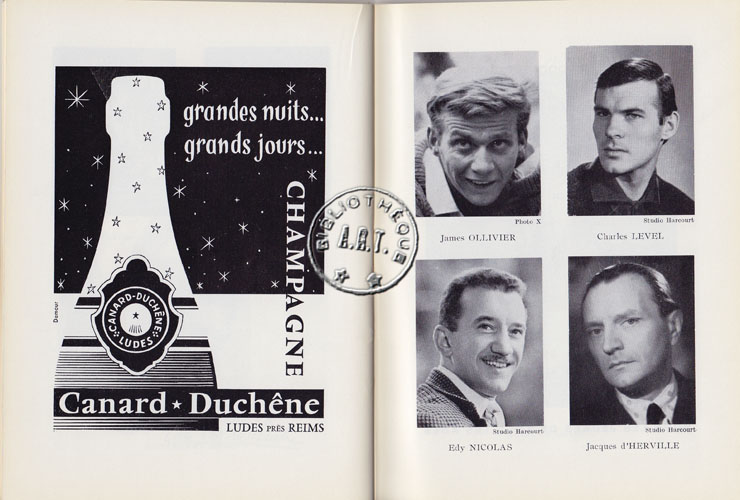 grandes nuits...
grands jours...
CHAMPAGNE
Damour
CANARD-DUCHÊNE
LUDES
Canard ★ Duchêne
LUDES PRÈS REIMS
BIBLIOTHÈQUE
A.R.T.
Photo X
James OLLIVIER
Studio Harcourt
Charles LEVEL
Studio Harcourt
Edy NICOLAS
Studio Harcourt
Jacques d'HERVILLE